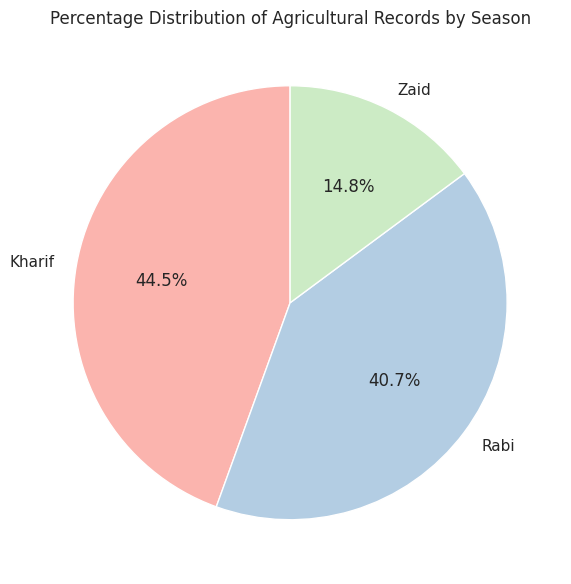 Percentage Distribution of Agricultural Records by Season
Zaid
14.8%
Kharif
44.5%
40.7%
Rabi